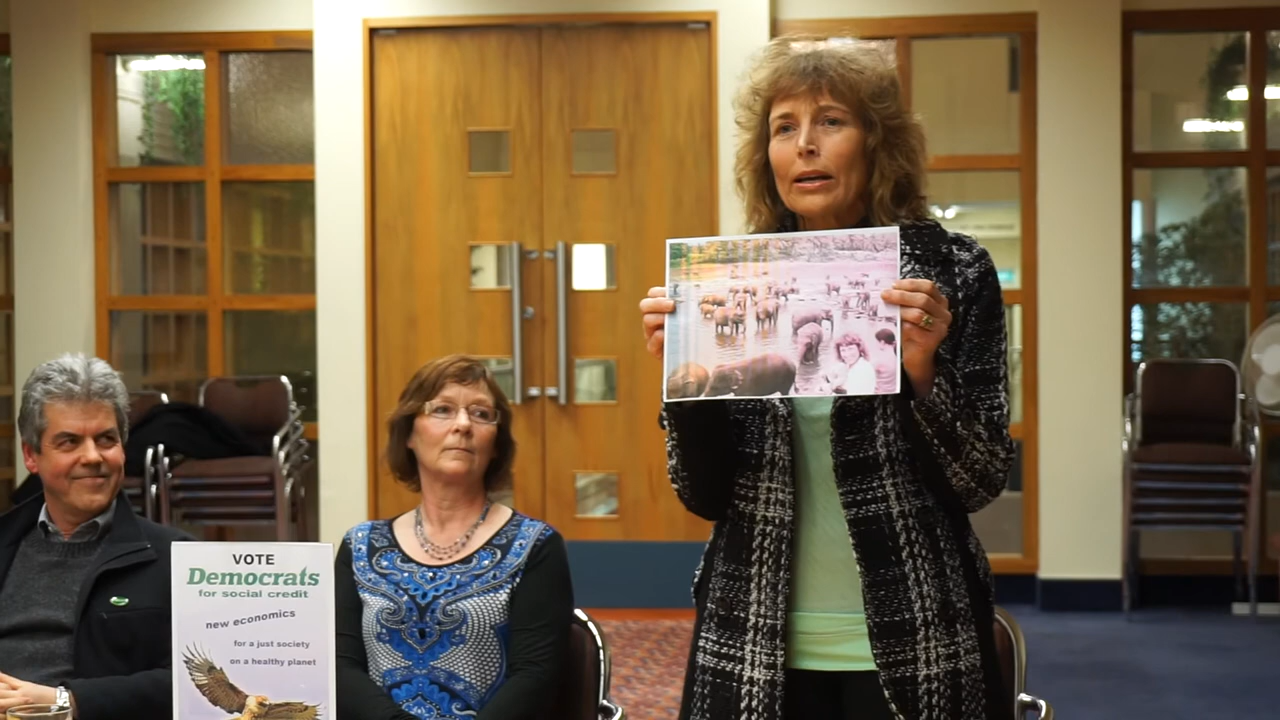 VOTE
Democrats
for social credit
new economics
for a just society
on a healthy planet